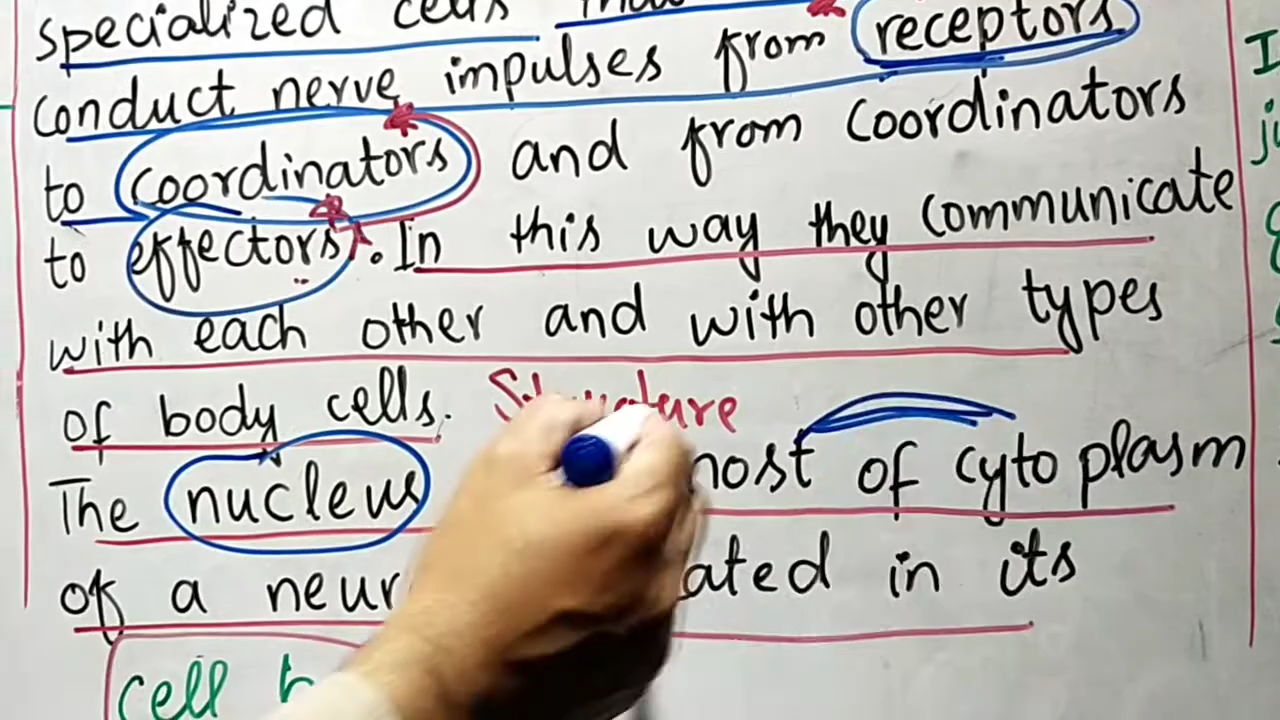 specialized cells that
conduct nerve impulses from receptors
to coordinators and from coordinators
to effectors. In this way they communicate
with each other and with other types
of body cells. Structure
The nucleus most of cytoplasm
of a in its
cell